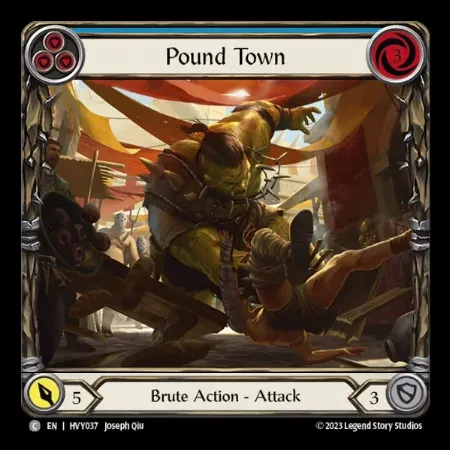 Pound Town
3
5
Brute Action - Attack
3
C EN | HVY037 Joseph Qiu
©2023 Legend Story Studios